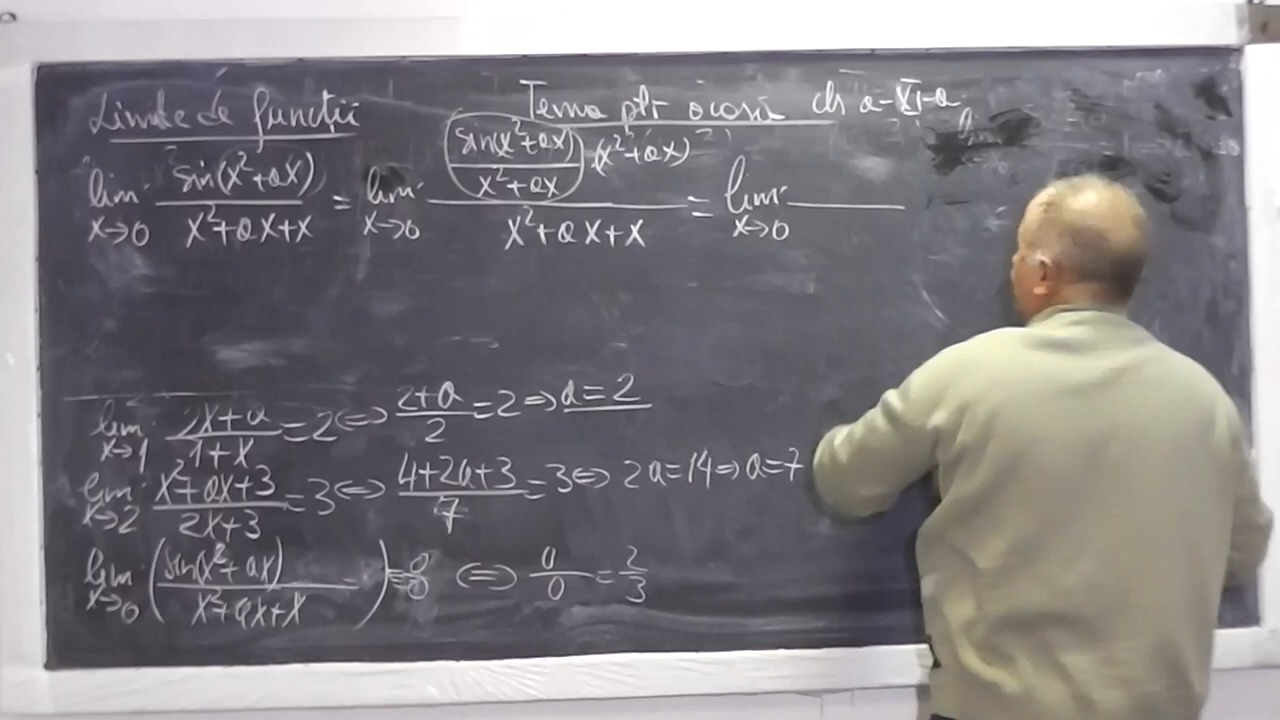 Limite de funcții
Tema ptr acasă cls a-XI-a
lim x→0 sin(x²+ax) / x²+ax+x = lim x→0 sin(x²+ax) / x²+ax · (x²+ax) / x²+ax+x = lim x→0
lim x→1 2x+a / 1+x = 2 ⇔ 2+a / 2 = 2 ⇒ a=2
lim x→2 x²+ax+3 / 2x+3 = 3 ⇔ 4+2a+3 / 7 = 3 ⇔ 2a=14 ⇒ a=7
lim x→0 ( sin(x²+ax) / x²+ax+x ) = 0/0 ⇔ 0/0 = 2/3